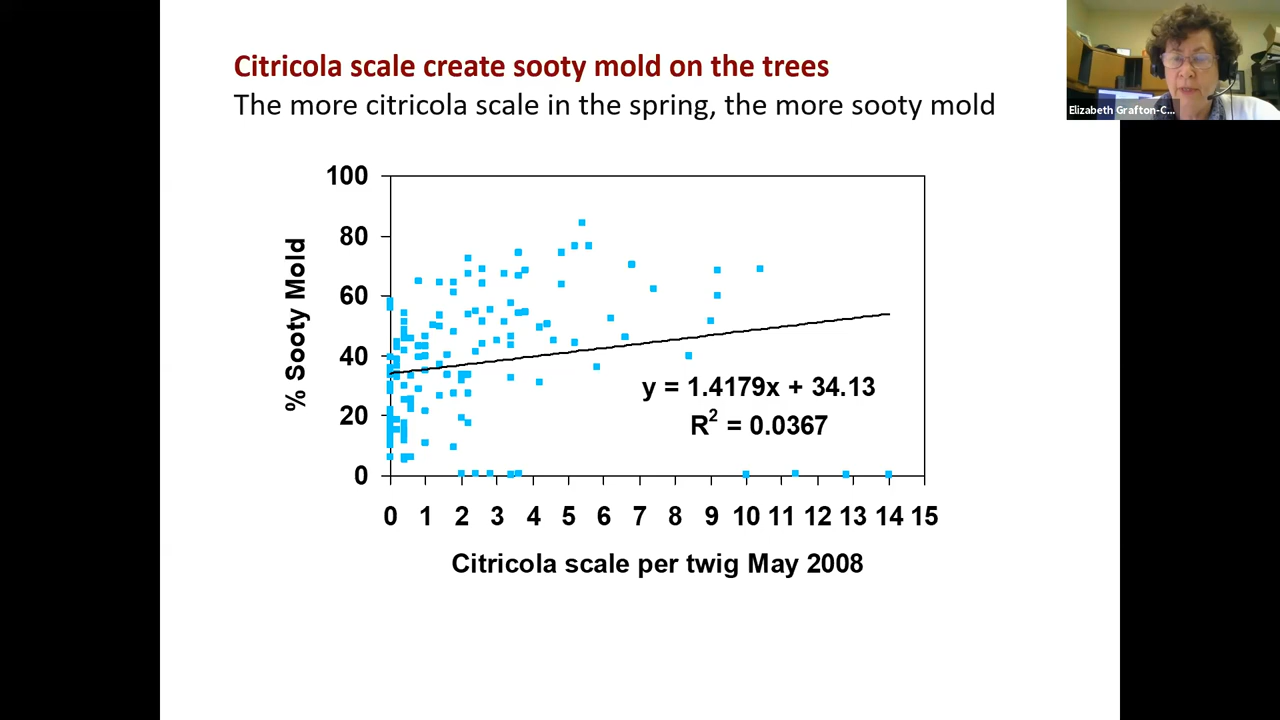 Citricola scale create sooty mold on the trees
The more citricola scale in the spring, the more sooty mold
Elizabeth Grafton-C...
100
80
60
40
20
0
% Sooty Mold
y = 1.4179x + 34.13
R² = 0.0367
0 1 2 3 4 5 6 7 8 9 10 11 12 13 14 15
Citricola scale per twig May 2008